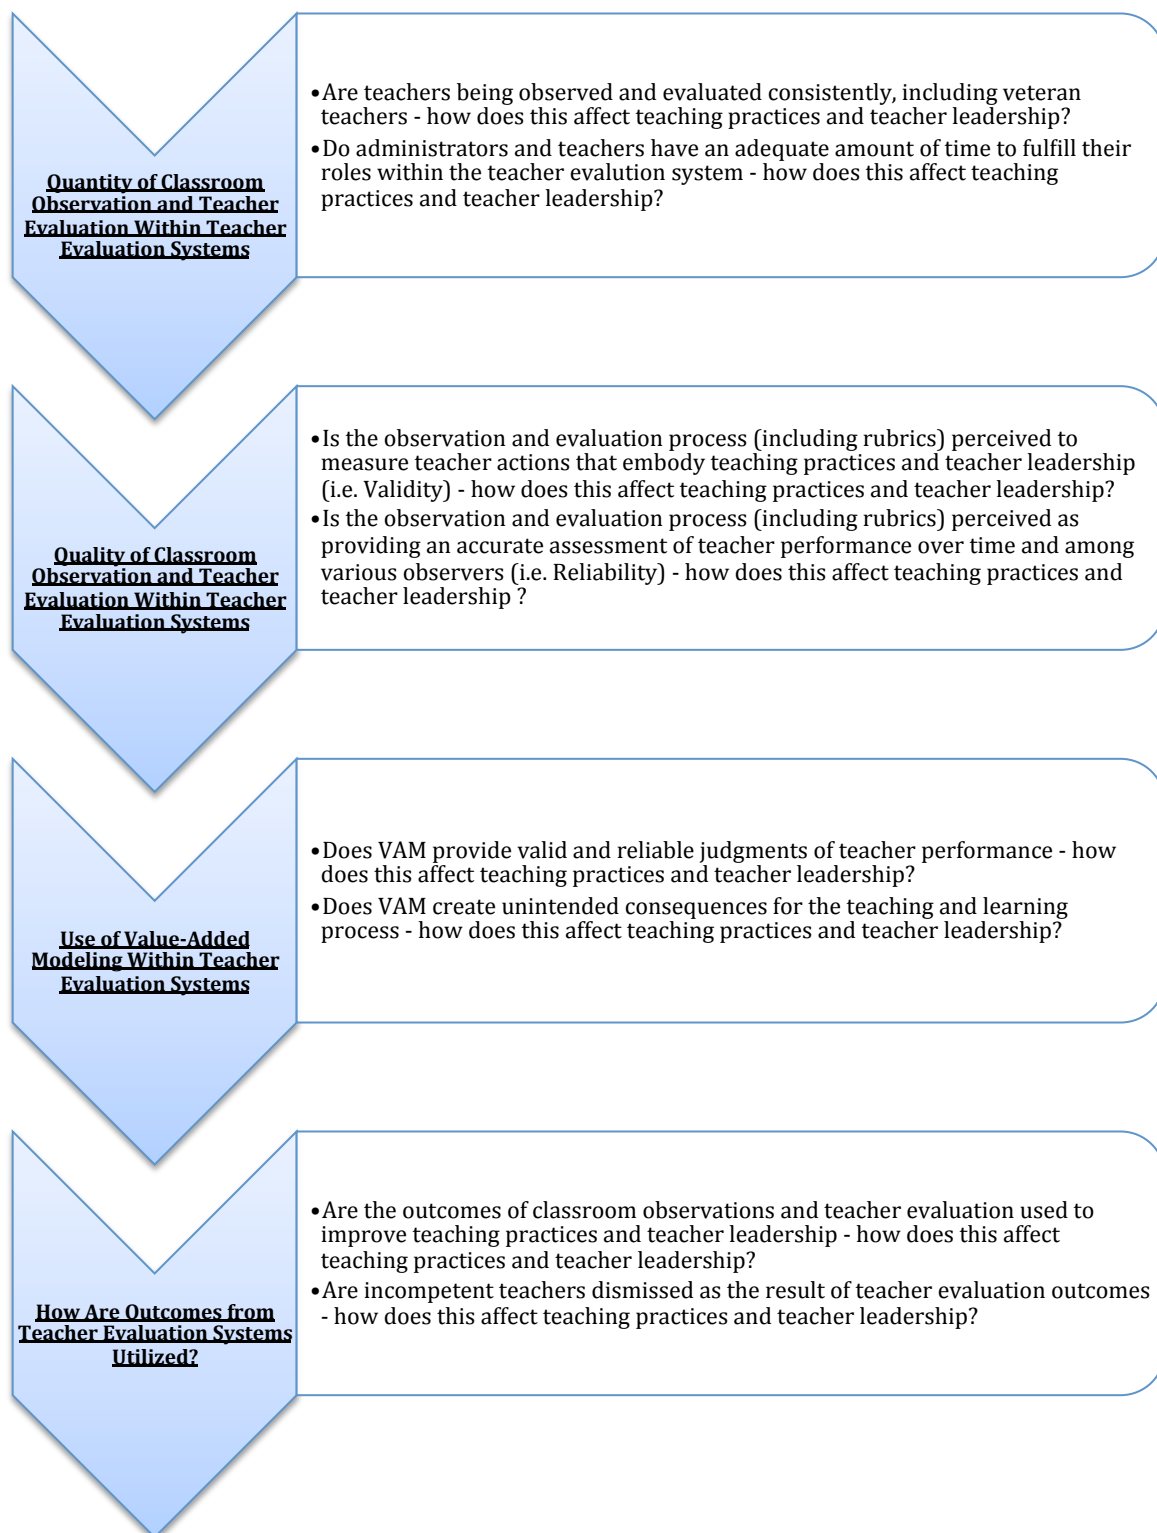 Quantity of Classroom
Observation and Teacher
Evaluation Within Teacher
Evaluation Systems
•Are teachers being observed and evaluated consistently, including veteran
teachers - how does this affect teaching practices and teacher leadership?
•Do administrators and teachers have an adequate amount of time to fulfill their
roles within the teacher evalution system - how does this affect teaching
practices and teacher leadership?
Quality of Classroom
Observation and Teacher
Evaluation Within Teacher
Evaluation Systems
•Is the observation and evaluation process (including rubrics) perceived to
measure teacher actions that embody teaching practices and teacher leadership
(i.e. Validity) - how does this affect teaching practices and teacher leadership?
•Is the observation and evaluation process (including rubrics) perceived as
providing an accurate assessment of teacher performance over time and among
various observers (i.e. Reliability) - how does this affect teaching practices and
teacher leadership ?
Use of Value-Added
Modeling Within Teacher
Evaluation Systems
•Does VAM provide valid and reliable judgments of teacher performance - how
does this affect teaching practices and teacher leadership?
•Does VAM create unintended consequences for the teaching and learning
process - how does this affect teaching practices and teacher leadership?
How Are Outcomes from
Teacher Evaluation Systems
Utilized?
•Are the outcomes of classroom observations and teacher evaluation used to
improve teaching practices and teacher leadership - how does this affect
teaching practices and teacher leadership?
•Are incompetent teachers dismissed as the result of teacher evaluation outcomes
- how does this affect teaching practices and teacher leadership?